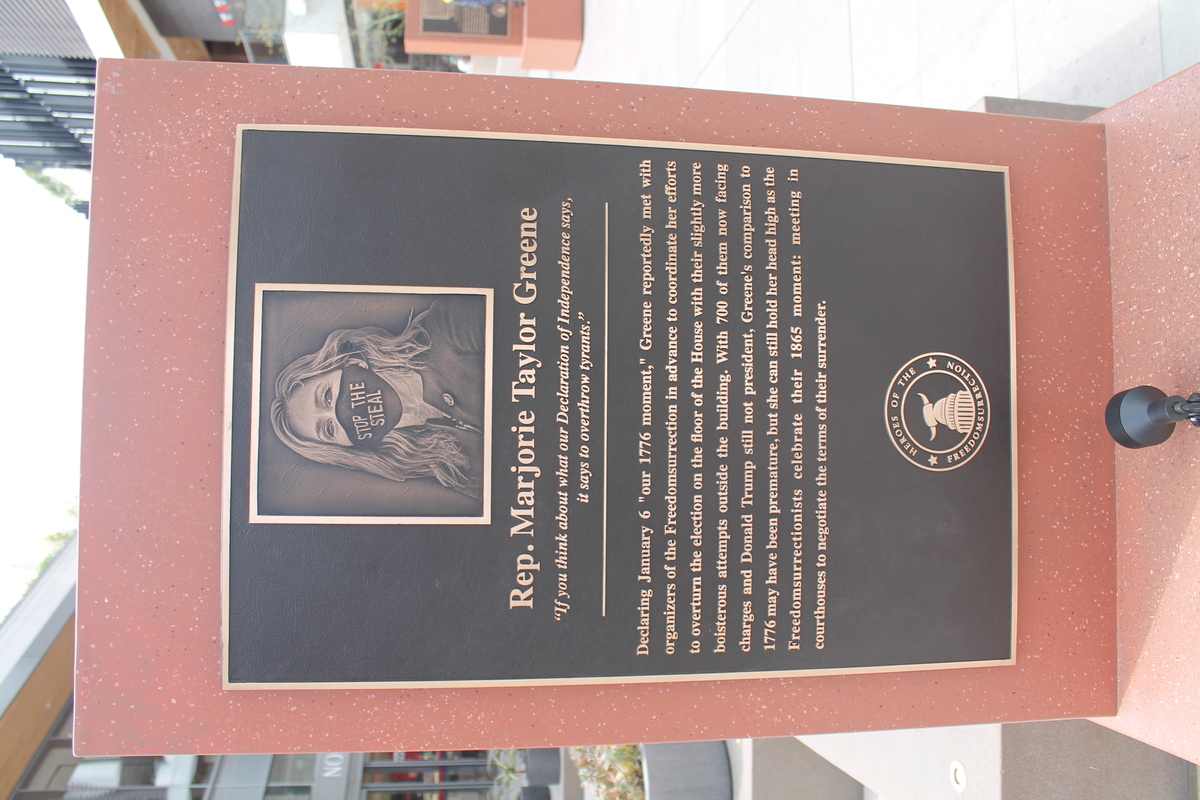 STOP THE
STEAL
Rep. Marjorie Taylor Greene
“If you think about what our Declaration of Independence says,
it says to overthrow tyrants.”
Declaring January 6 "our 1776 moment," Greene reportedly met with
organizers of the Freedomsurrection in advance to coordinate her efforts
to overturn the election on the floor of the House with their slightly more
boisterous attempts outside the building. With 700 of them now facing
charges and Donald Trump still not president, Greene's comparison to
1776 may have been premature, but she can still hold her head high as the
Freedomsurrectionists celebrate their 1865 moment: meeting in
courthouses to negotiate the terms of their surrender.
HEROES OF THE
FREEDOMSURRECTION
NO